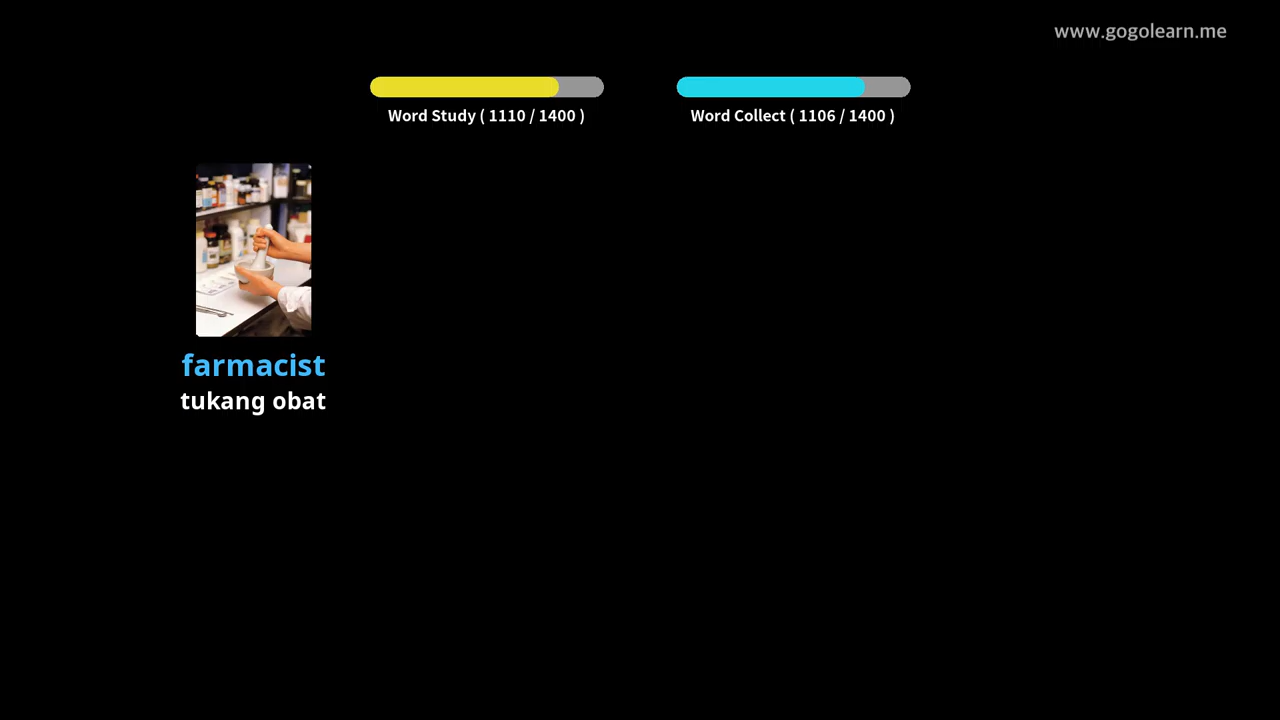 www.gogolearn.me
Word Study ( 1110 / 1400 )
Word Collect ( 1106 / 1400 )
farmacist
tukang obat